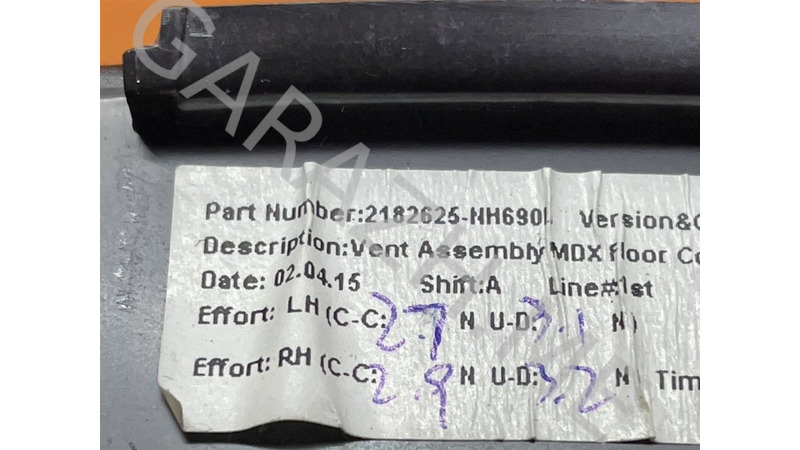 GARAZHME
Part Number:2182625-NH690L Version&
Description:Vent Assembly MDX floor Co
Date: 02.04.15 Shift:A Line#:1st
Effort: LH (C-C: 2.7 N U-D: 3.1 N)
Effort: RH (C-C: 2.9 N U-D: 3.2 N Tim